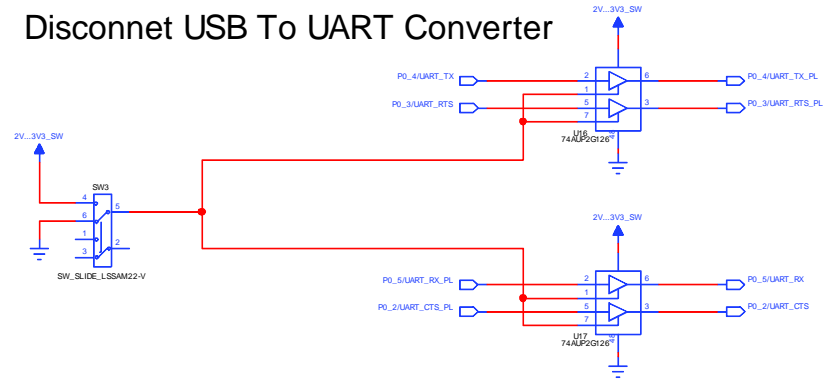 Disconnet USB To UART Converter
2V...3V3_SW
P0_4/UART_TX
2
6
P0_4/UART_TX_PL
1
P0_3/UART_RTS
5
3
P0_3/UART_RTS_PL
7
U16
74AUP2G126
2V...3V3_SW
SW3
4
5
6
1
2
3
SW_SLIDE_LSSAM22-V
2V...3V3_SW
P0_5/UART_RX_PL
2
6
P0_5/UART_RX
1
P0_2/UART_CTS_PL
5
3
P0_2/UART_CTS
7
U17
74AUP2G126